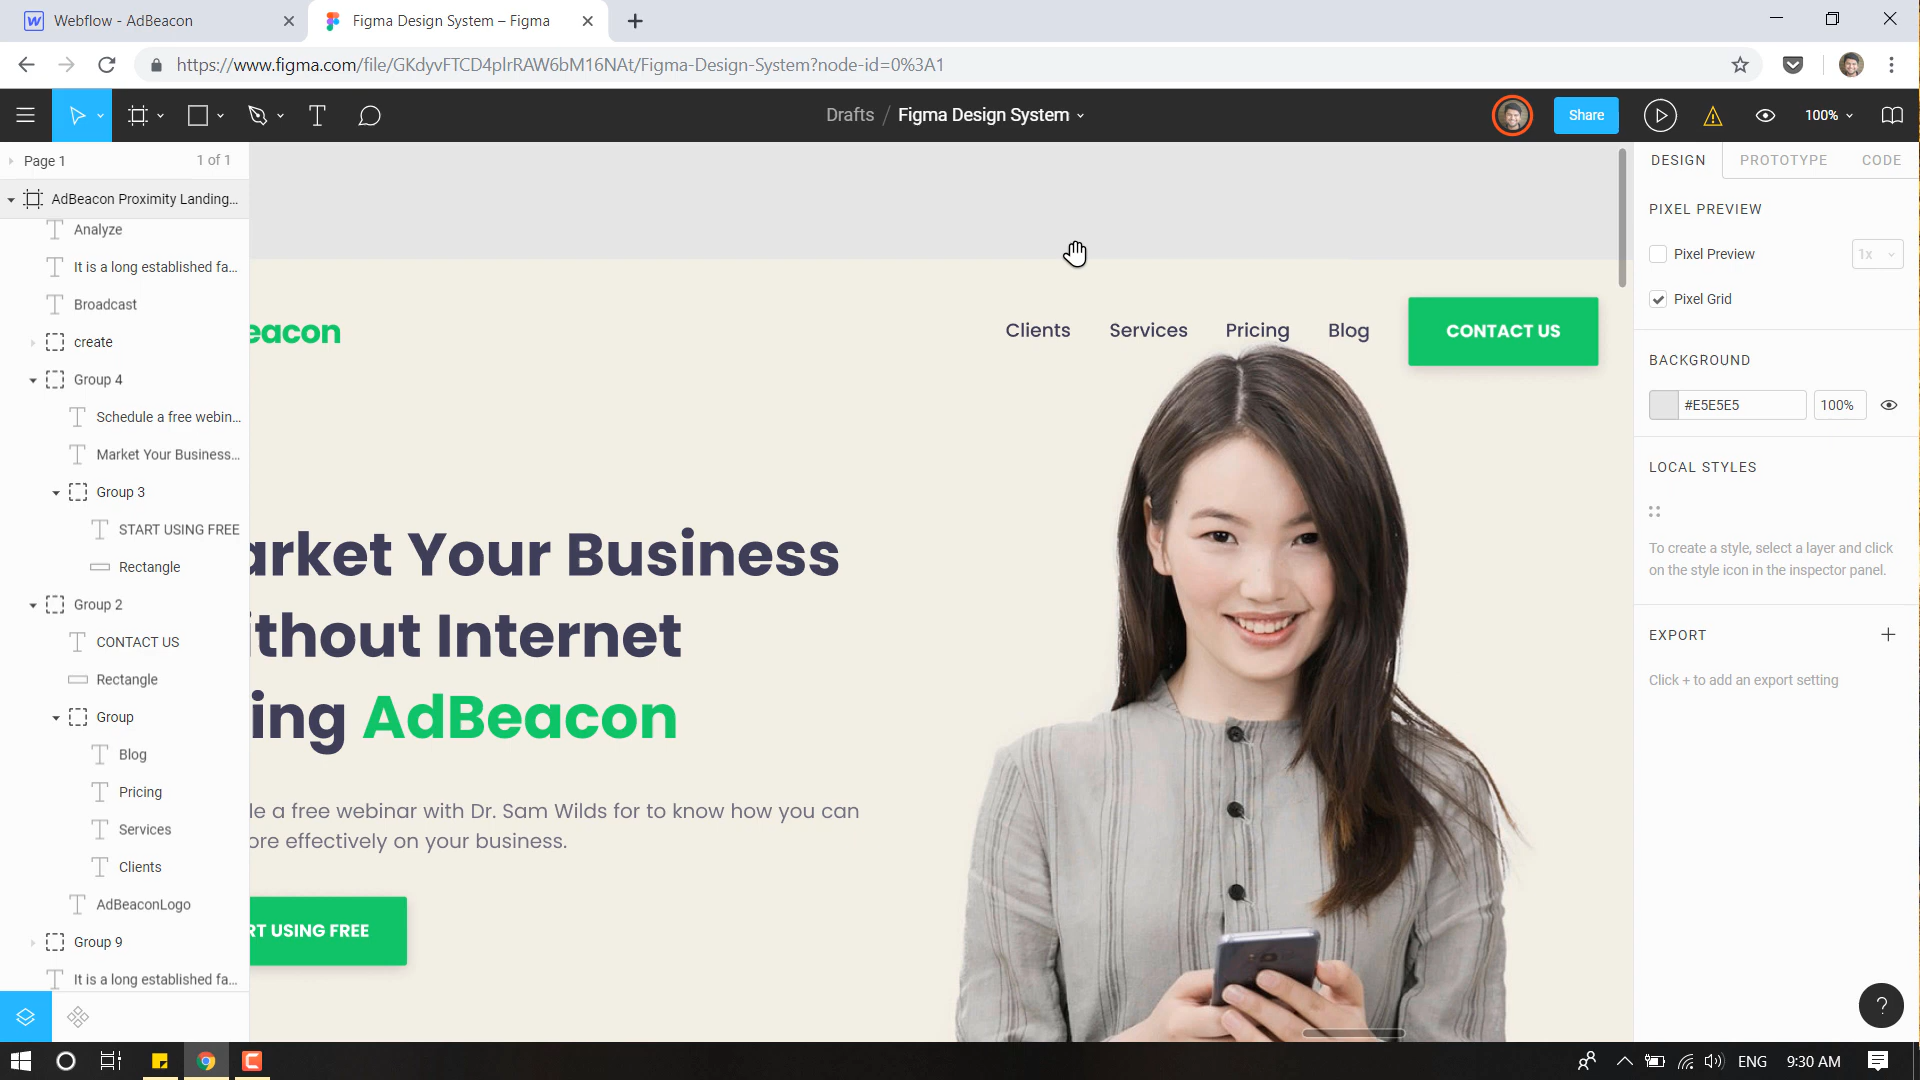 Webflow - AdBeacon
Figma Design System – Figma
https://www.figma.com/file/GKdyvFTCD4plrRAW6bM16NAt/Figma-Design-System?node-id=0%3A1
Drafts / Figma Design System
Share
100%
Page 1
1 of 1
AdBeacon Proximity Landing...
Analyze
It is a long established fa...
Broadcast
create
Group 4
Schedule a free webin...
Market Your Business...
Group 3
START USING FREE
Rectangle
Group 2
CONTACT US
Rectangle
Group
Blog
Pricing
Services
Clients
AdBeaconLogo
Group 9
It is a long established fa...
eacon
Clients
Services
Pricing
Blog
CONTACT US
arket Your Business
ithout Internet
ing AdBeacon
le a free webinar with Dr. Sam Wilds for to know how you can
ore effectively on your business.
RT USING FREE
DESIGN
PROTOTYPE
CODE
PIXEL PREVIEW
Pixel Preview
1x
Pixel Grid
BACKGROUND
#E5E5E5
100%
LOCAL STYLES
To create a style, select a layer and click
on the style icon in the inspector panel.
EXPORT
Click + to add an export setting
?
ENG
9:30 AM